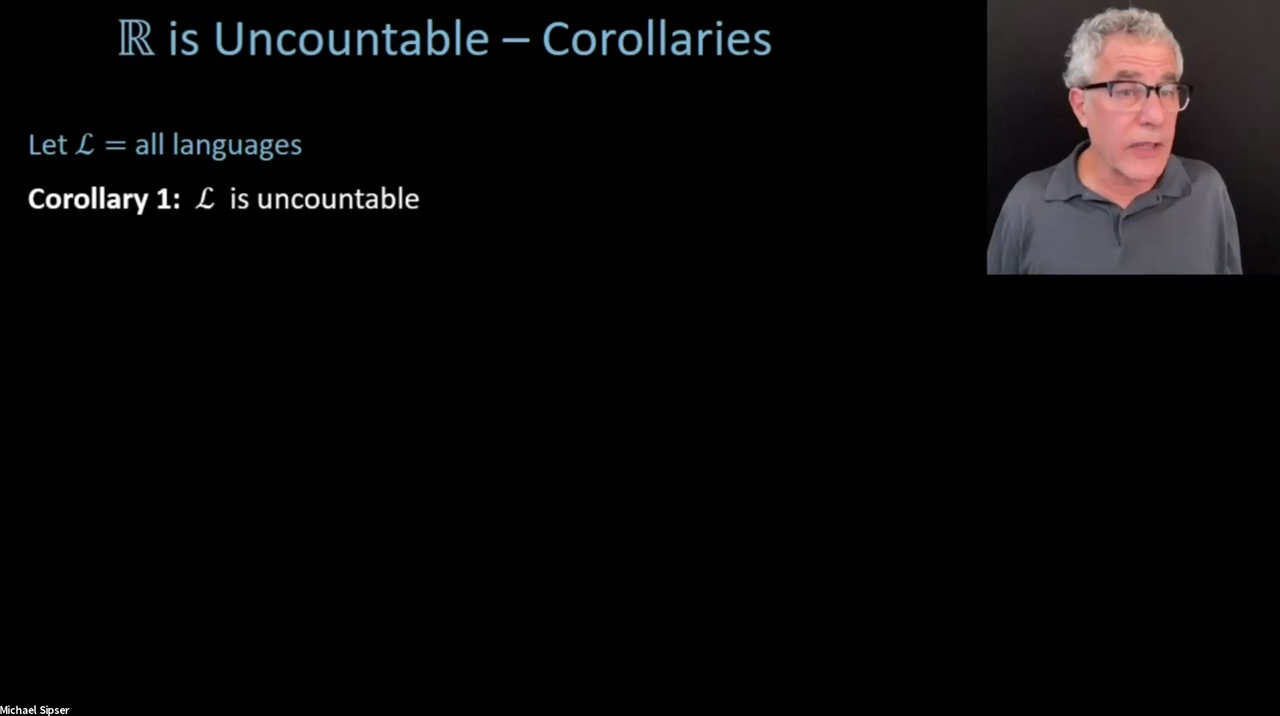 ℝ is Uncountable – Corollaries
Let ℒ = all languages
Corollary 1: ℒ is uncountable
Michael Sipser